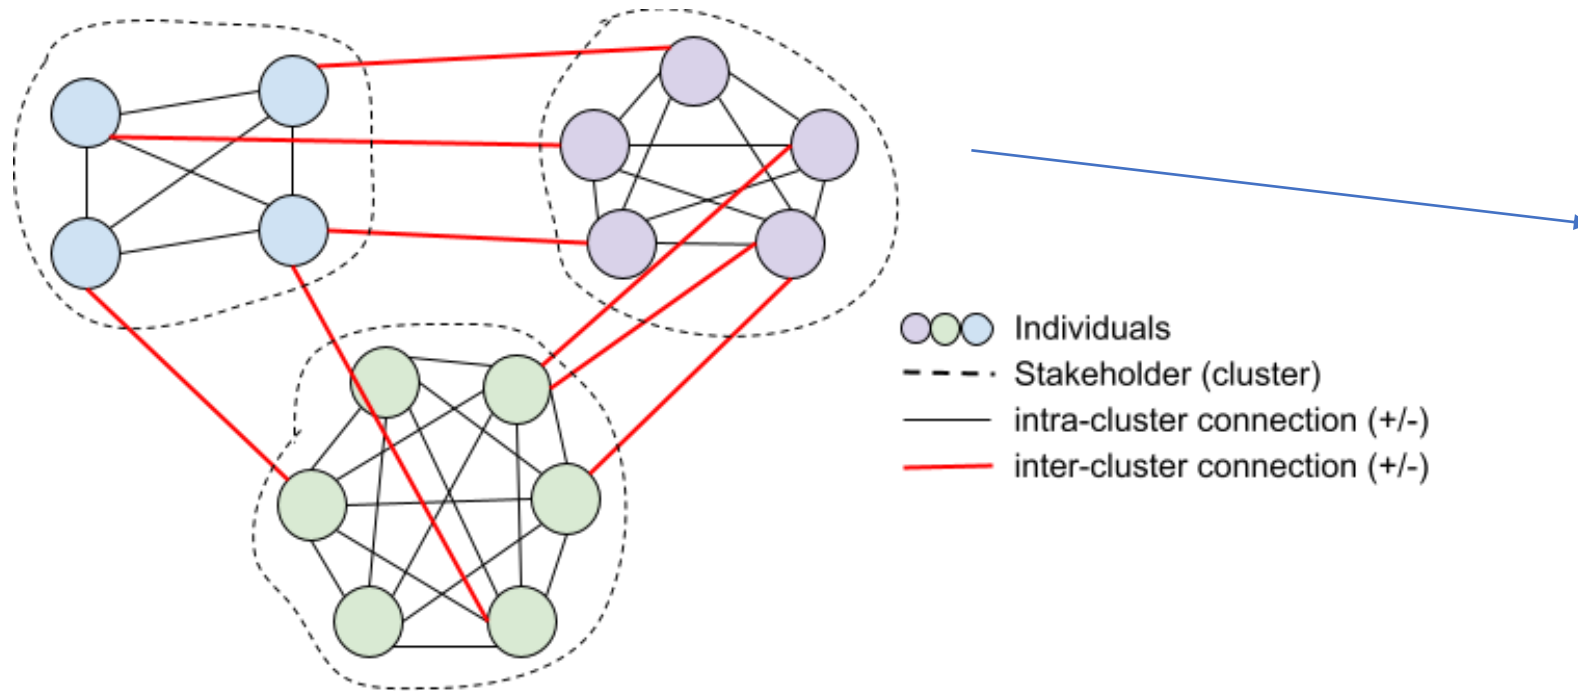 Individuals
Stakeholder (cluster)
intra-cluster connection (+/-)
inter-cluster connection (+/-)